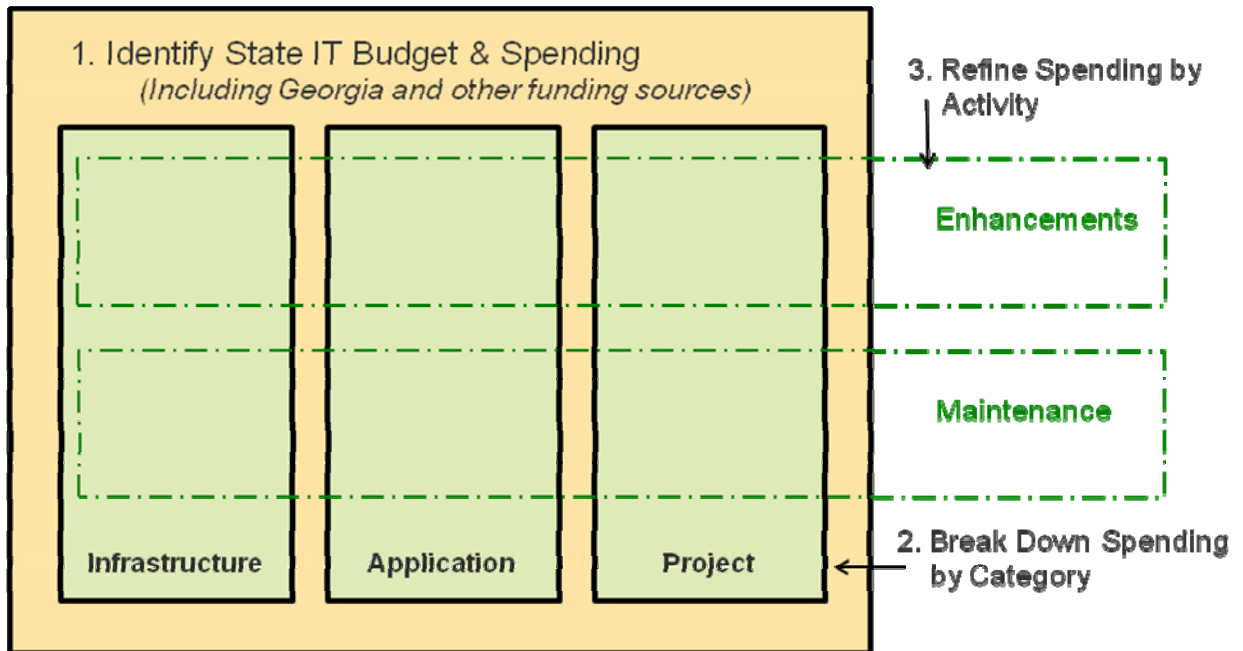 1. Identify State IT Budget & Spending
(Including Georgia and other funding sources)
3. Refine Spending by
Activity
Enhancements
Maintenance
Infrastructure
Application
Project
2. Break Down Spending
by Category